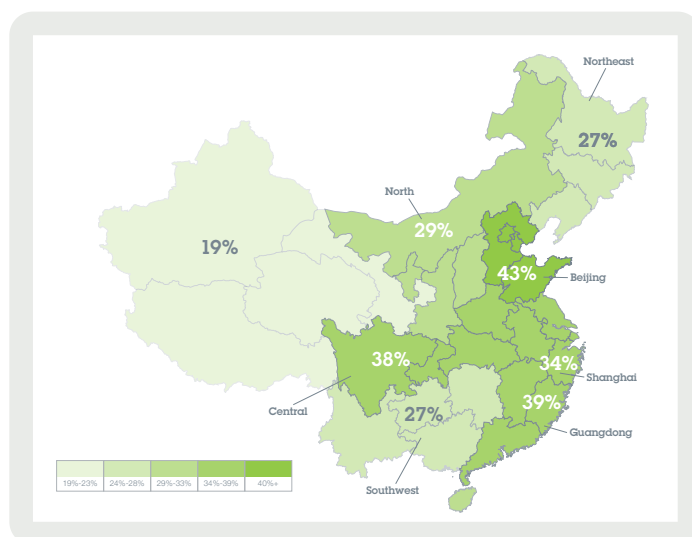 Northeast
27%
North
29%
19%
43%
Beijing
38%
34%
Shanghai
39%
Central
27%
Guangdong
Southwest
19%-23% 24%-28% 29%-33% 34%-39% 40%+